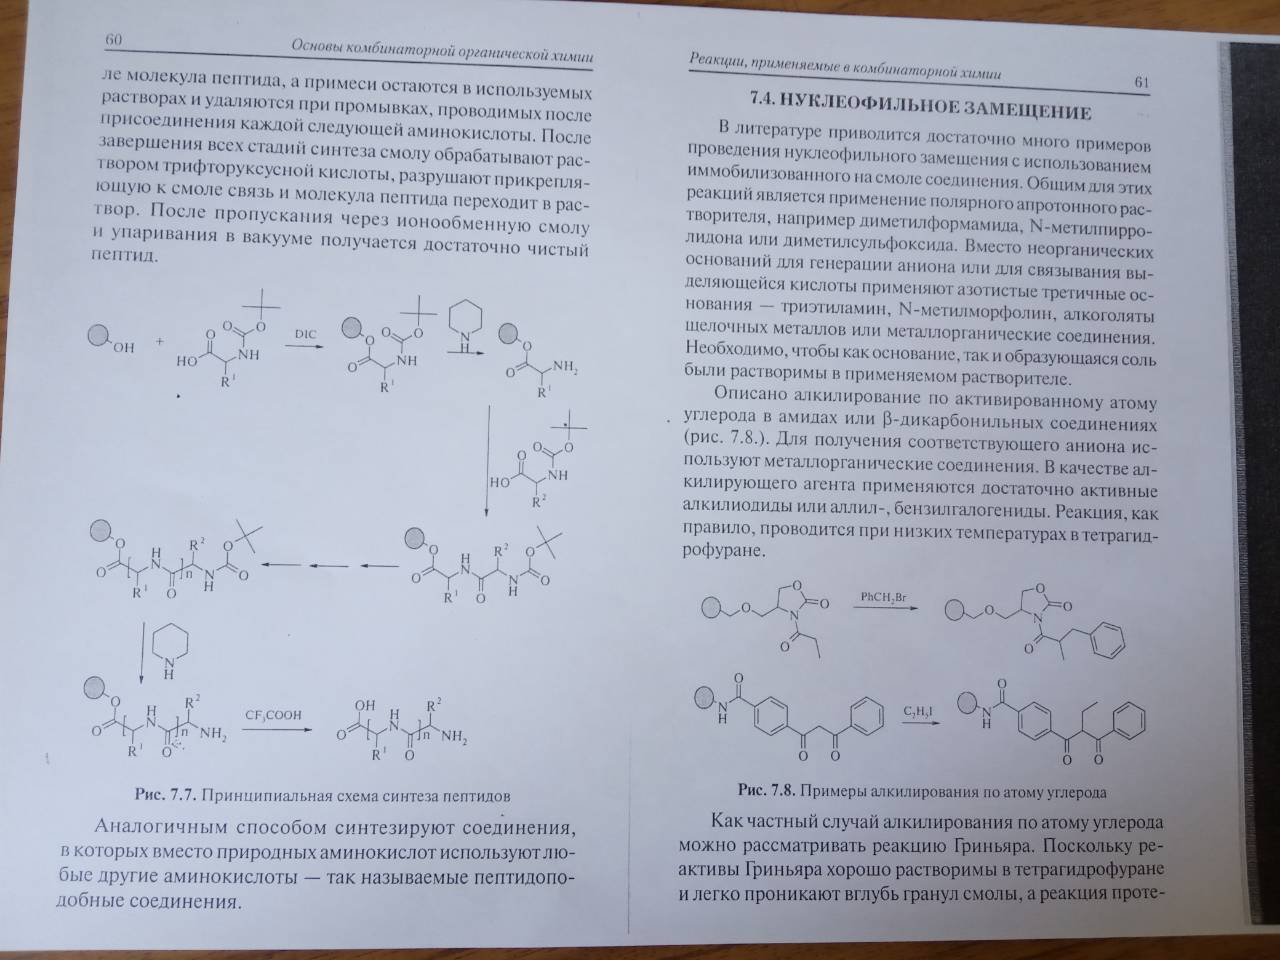 60
Основы комбинаторной органической химии
ле молекула пептида, а примеси остаются в используемых
растворах и удаляются при промывках, проводимых после
присоединения каждой следующей аминокислоты. После
завершения всех стадий синтеза смолу обрабатывают рас-
твором трифторуксусной кислоты, разрушают прикрепля-
ющую к смоле связь и молекула пептида переходит в рас-
твор. После пропускания через ионообменную смолу
и упаривания в вакууме получается достаточно чистый
пептид.
OH
+
HO
O
O
O
NH
R¹
DIC
O
O
O
O
NH
R¹
N
H
O
O
NH₂
R¹
O
O
O
NH
HO
R²
O
O
R¹
H
N
O
n
R²
N
H
O
O
O
O
R¹
H
N
O
R²
N
H
O
O
N
H
O
O
R¹
H
N
O
n
R²
NH₂
CF₃COOH
OH
O
R¹
H
N
O
n
R²
NH₂
Рис. 7.7. Принципиальная схема синтеза пептидов
Аналогичным способом синтезируют соединения,
в которых вместо природных аминокислот используют лю-
бые другие аминокислоты — так называемые пептидопо-
добные соединения.
Реакции, применяемые в комбинаторной химии
61
7.4. НУКЛЕОФИЛЬНОЕ ЗАМЕЩЕНИЕ
В литературе приводится достаточно много примеров
проведения нуклеофильного замещения с использованием
иммобилизованного на смоле соединения. Общим для этих
реакций является применение полярного апротонного рас-
творителя, например диметилформамида, N-метилпирро-
лидона или диметилсульфоксида. Вместо неорганических
оснований для генерации аниона или для связывания вы-
деляющейся кислоты применяют азотистые третичные ос-
нования — триэтиламин, N-метилморфолин, алкоголяты
щелочных металлов или металлорганические соединения.
Необходимо, чтобы как основание, так и образующаяся соль
были растворимы в применяемом растворителе.
Описано алкилирование по активированному атому
углерода в амидах или β-дикарбонильных соединениях
(рис. 7.8.). Для получения соответствующего аниона ис-
пользуют металлорганические соединения. В качестве ал-
килирующего агента применяются достаточно активные
алкилиодиды или аллил-, бензилгалогениды. Реакция, как
правило, проводится при низких температурах в тетрагид-
рофуране.
O
O
O
N
O
PhCH₂Br
O
O
O
N
O
O
N
H
O
O
C₂H₅I
O
N
H
O
O
Рис. 7.8. Примеры алкилирования по атому углерода
Как частный случай алкилирования по атому углерода
можно рассматривать реакцию Гриньяра. Поскольку ре-
активы Гриньяра хорошо растворимы в тетрагидрофуране
и легко проникают вглубь гранул смолы, а реакция проте-